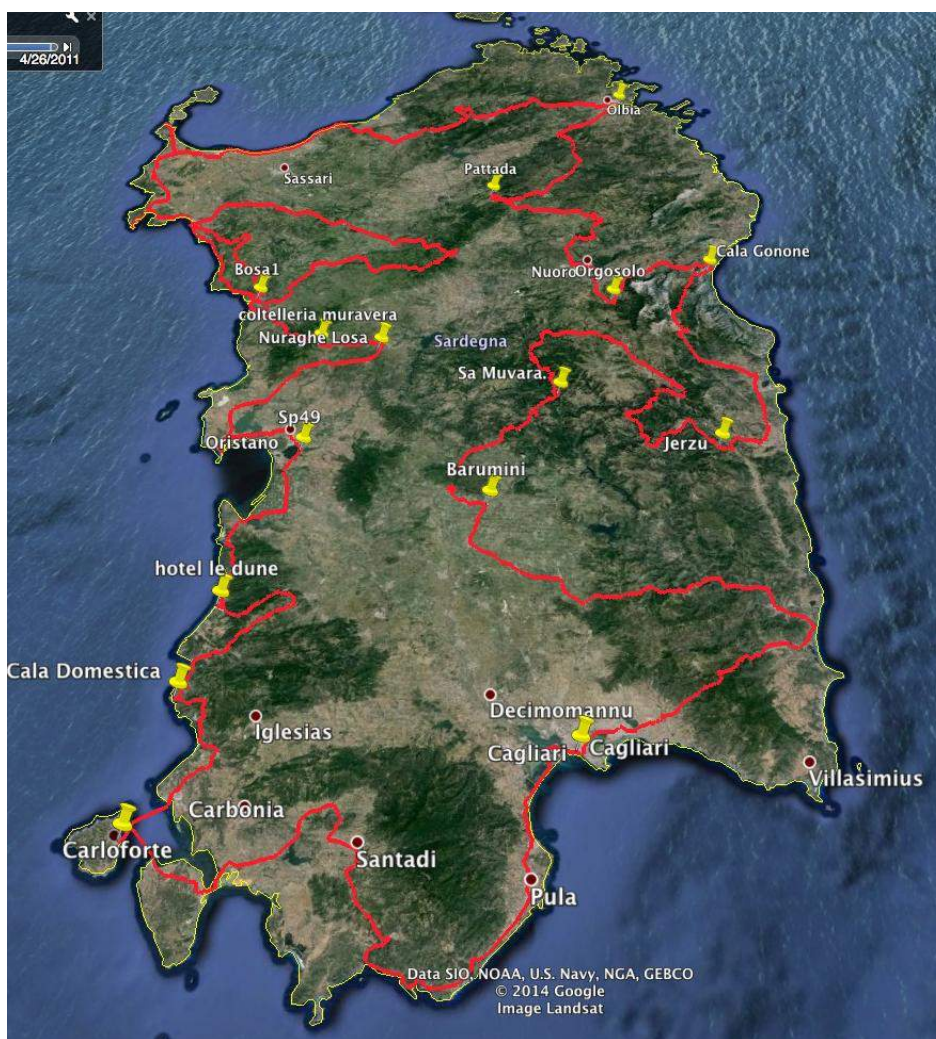 4/26/2011
Olbia
Sassari
Pattada
Cala Gonone
Nuoro
Orgosolo
Bosa1
coltelleria muravera
Nuraghe Losa
Sardegna
Sa Muvara.
Sp49
Oristano
Jerzu
Barumini
hotel le dune
Cala Domestica
Decimomannu
Iglesias
Cagliari
Cagliari
Villasimius
Carbonia
Carloforte
Santadi
Pula
Data SIO, NOAA, U.S. Navy, NGA, GEBCO
© 2014 Google
Image Landsat